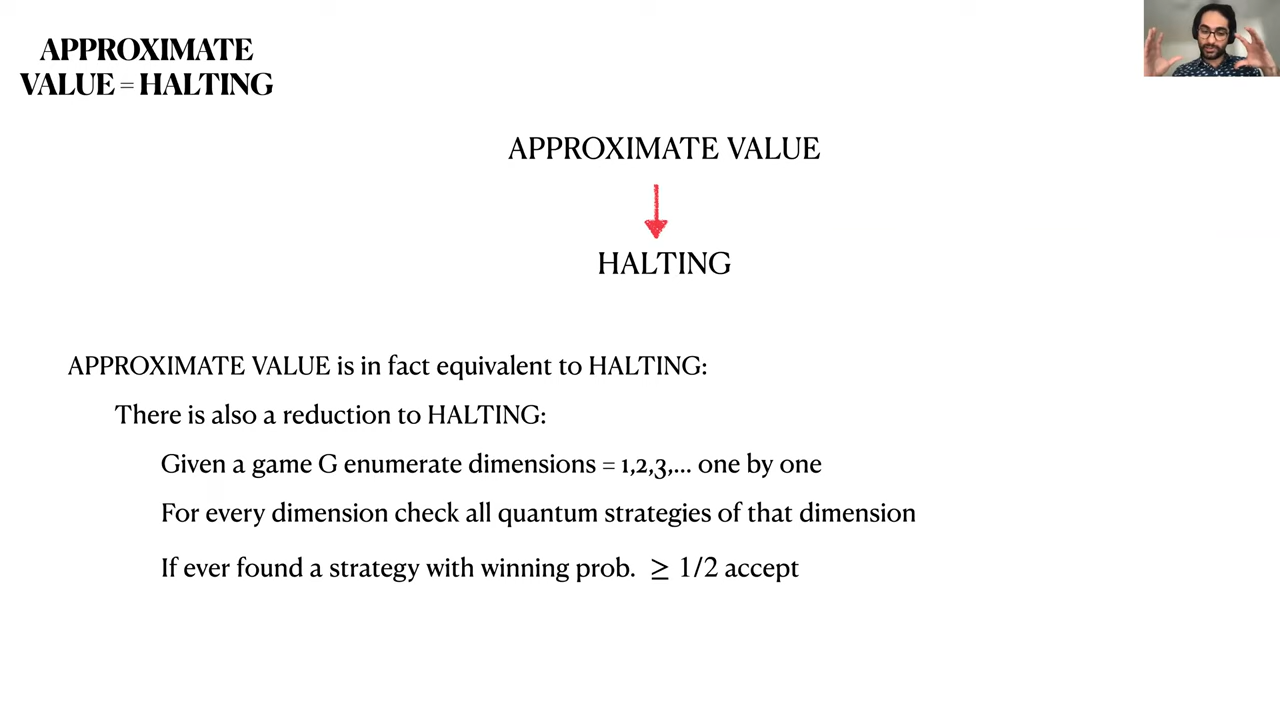 APPROXIMATE
VALUE = HALTING
APPROXIMATE VALUE
HALTING
APPROXIMATE VALUE is in fact equivalent to HALTING:
There is also a reduction to HALTING:
Given a game G enumerate dimensions = 1,2,3,... one by one
For every dimension check all quantum strategies of that dimension
If ever found a strategy with winning prob. ≥ 1/2 accept